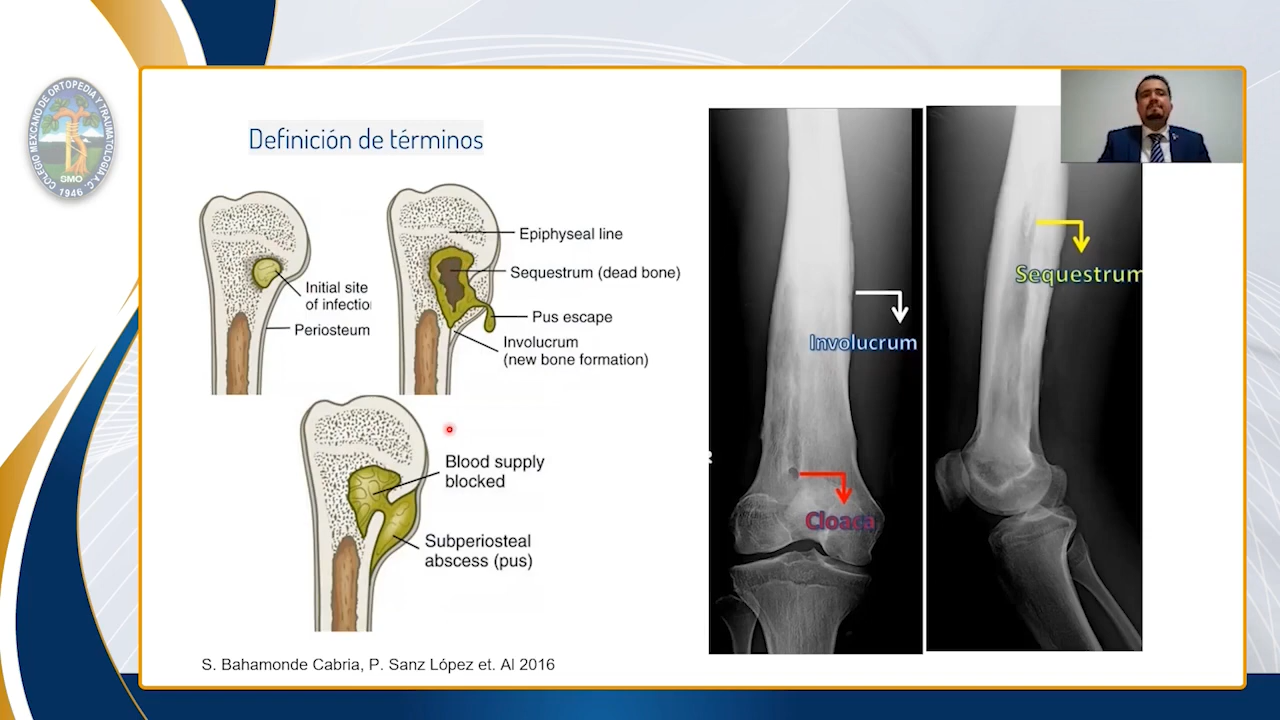 COLEGIO MEXICANO DE ORTOPEDIA Y TRAUMATOLOGIA A.C.
SMO
1946
Definición de términos
Initial site
of infectio
Periosteum
Epiphyseal line
Sequestrum (dead bone)
Pus escape
Involucrum
(new bone formation)
Blood supply
blocked
Subperiosteal
abscess (pus)
S. Bahamonde Cabria, P. Sanz López et. Al 2016
Involucrum
Cloaca
Sequestrum